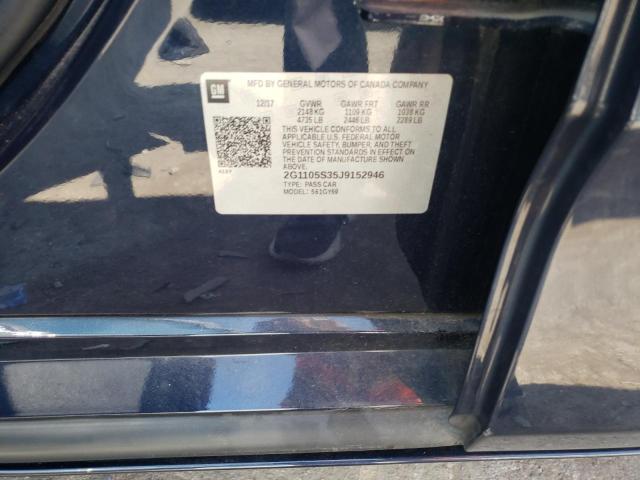 GM
MFD BY GENERAL MOTORS OF CANADA COMPANY
12/17 GVWR GAWR FRT GAWR RR
2148 KG 1109 KG 1038 KG
4735 LB 2446 LB 2289 LB
THIS VEHICLE CONFORMS TO ALL
APPLICABLE U.S. FEDERAL MOTOR
VEHICLE SAFETY, BUMPER, AND THEFT
PREVENTION STANDARDS IN EFFECT ON
THE DATE OF MANUFACTURE SHOWN
ABOVE.
2G1105S35J9152946
TYPE: PASS CAR
MODEL: 561GY69